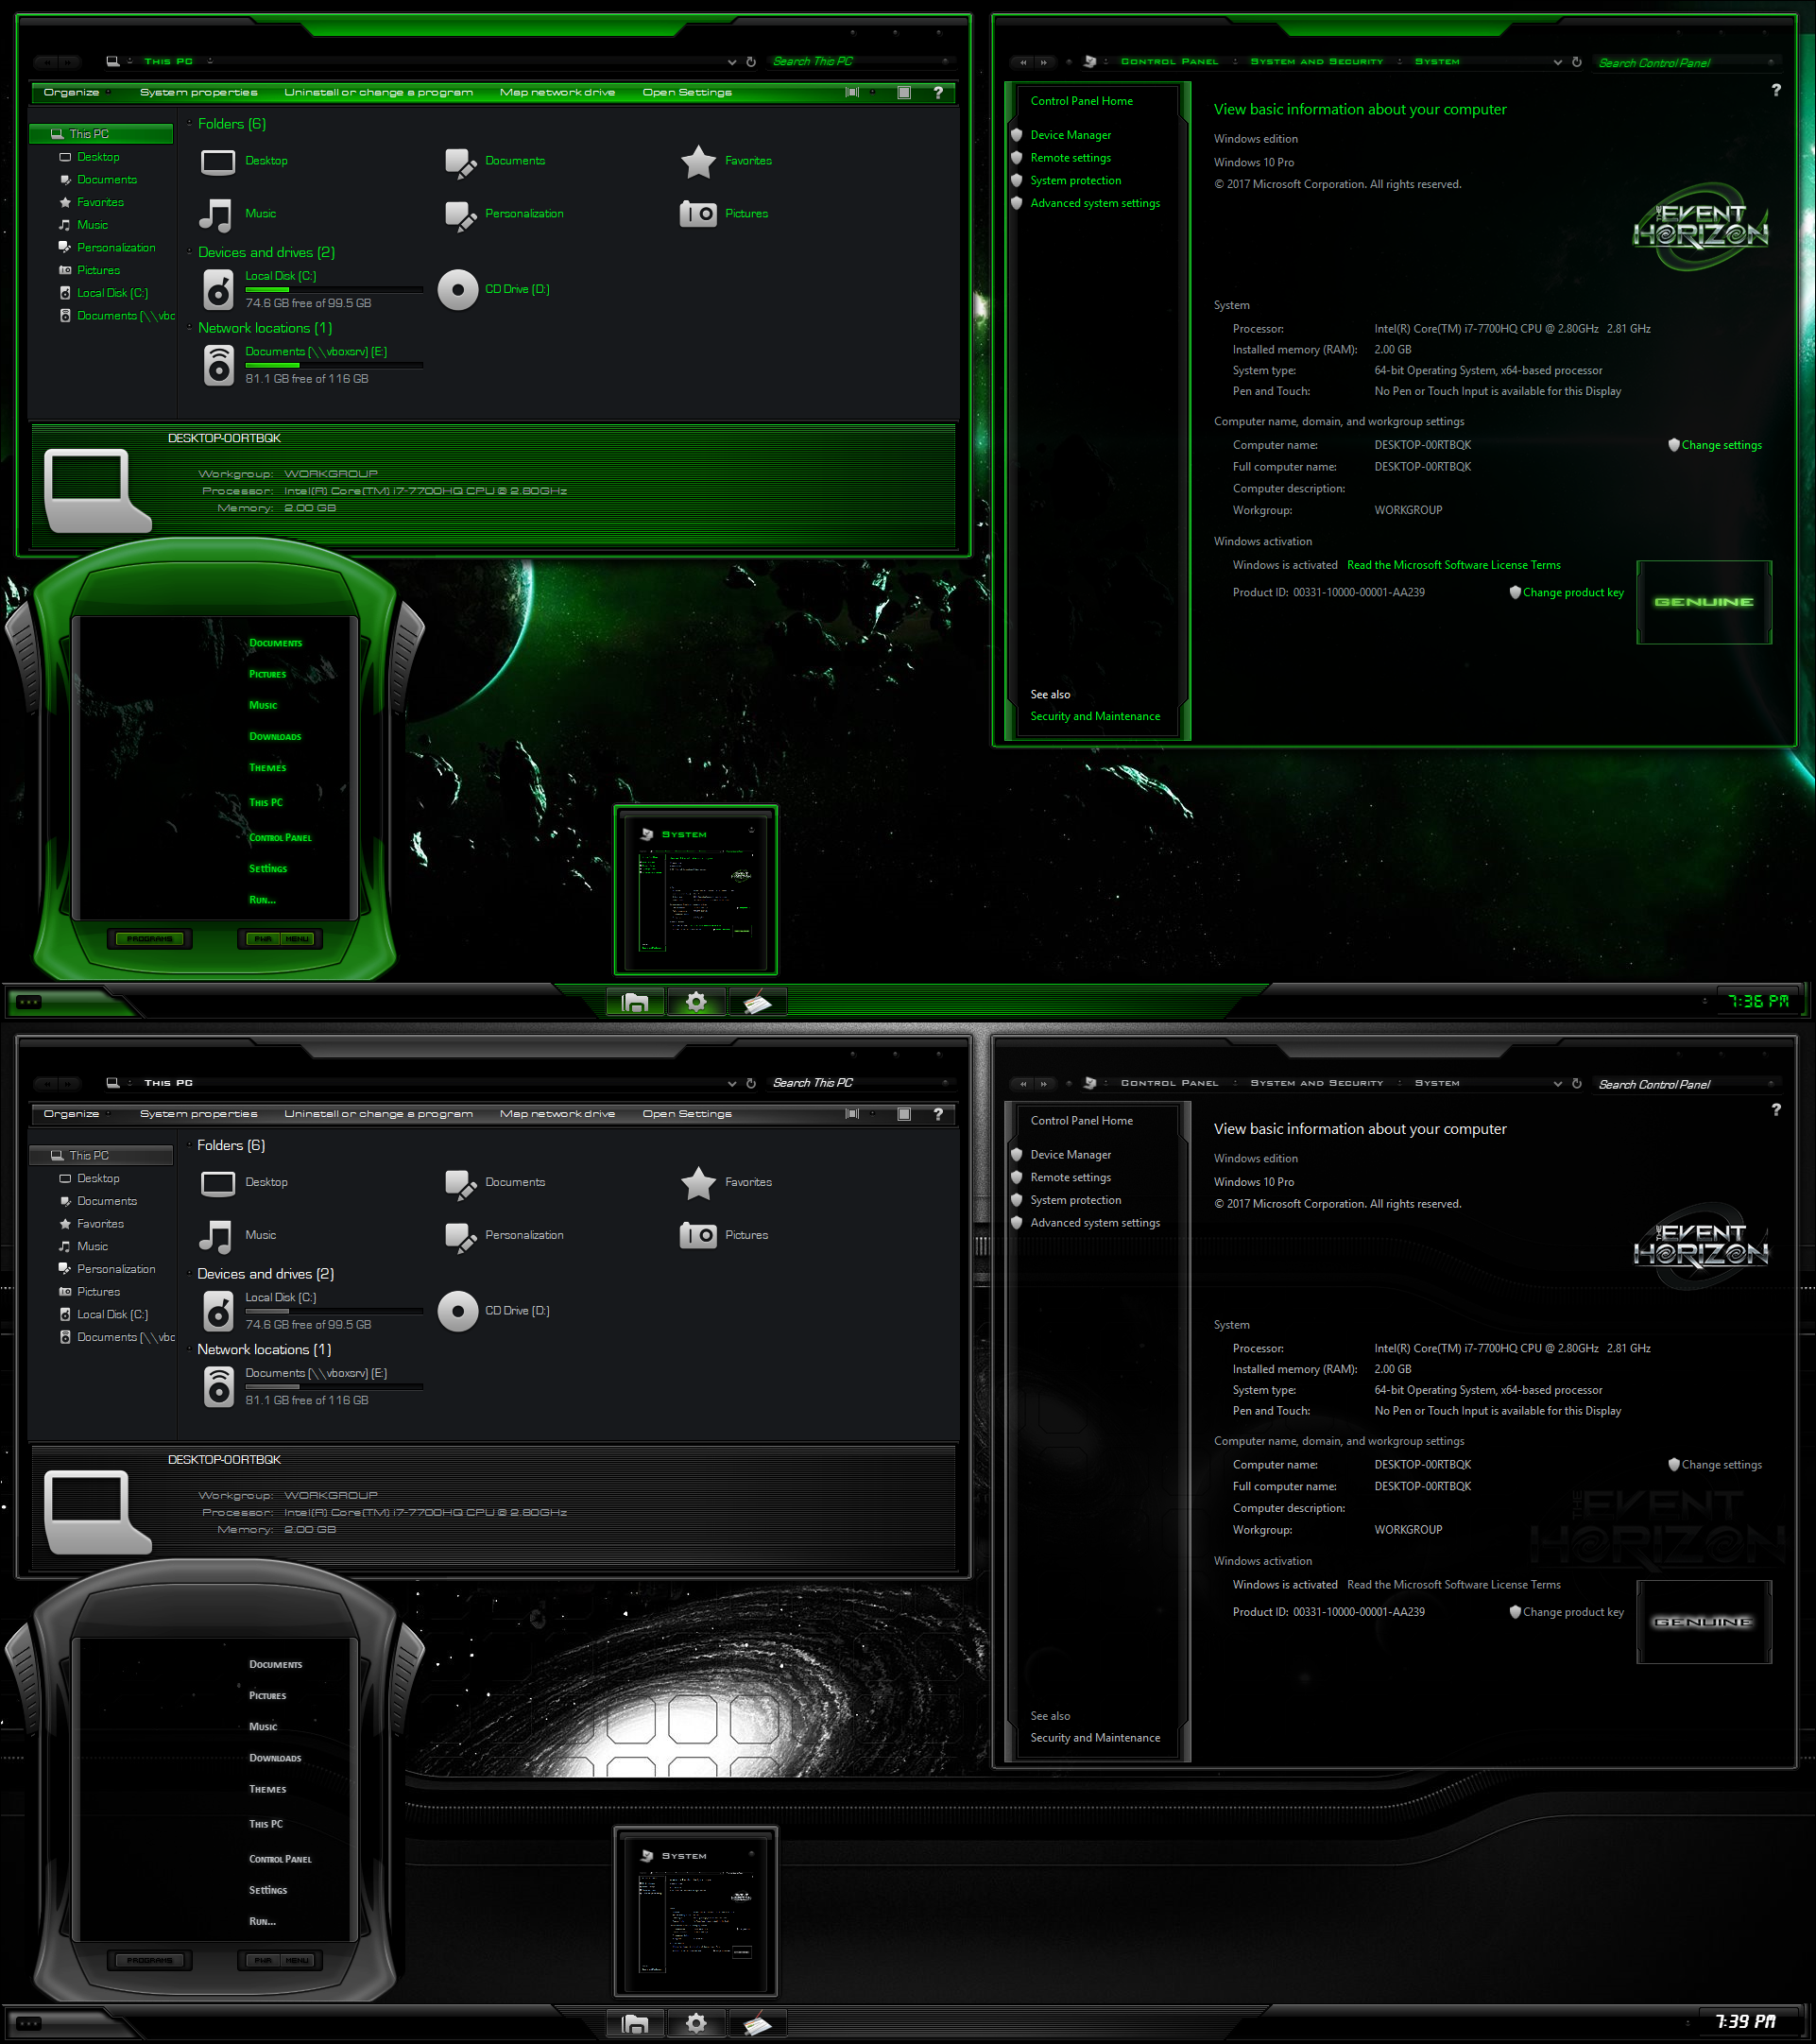 THIS PC
Search This PC
Organize System properties Uninstall or change a program Map network drive Open Settings ?
This PC
Desktop
Documents
Favorites
Music
Personalization
Pictures
Local Disk (C:)
Documents (\\vbo
Folders (6)
Desktop Documents Favorites
Music Personalization Pictures
Devices and drives (2)
Local Disk (C:)
74.6 GB free of 99.5 GB
CD Drive (D:)
Network locations (1)
Documents (\\vboxsrv) (E:)
81.1 GB free of 116 GB
DESKTOP-00RTBQK
Workgroup: WORKGROUP
Processor: Intel(R) Core(TM) i7-7700HQ CPU @ 2.80GHz
Memory: 2.00 GB
CONTROL PANEL SYSTEM AND SECURITY SYSTEM
Search Control Panel
?
Control Panel Home
Device Manager
Remote settings
System protection
Advanced system settings
See also
Security and Maintenance
View basic information about your computer
Windows edition
Windows 10 Pro
© 2017 Microsoft Corporation. All rights reserved.
THE EVENT
HORIZON
System
Processor: Intel(R) Core(TM) i7-7700HQ CPU @ 2.80GHz 2.81 GHz
Installed memory (RAM): 2.00 GB
System type: 64-bit Operating System, x64-based processor
Pen and Touch: No Pen or Touch Input is available for this Display
Computer name, domain, and workgroup settings
Computer name: DESKTOP-00RTBQK Change settings
Full computer name: DESKTOP-00RTBQK
Computer description:
Workgroup: WORKGROUP
Windows activation
Windows is activated Read the Microsoft Software License Terms
Product ID: 00331-10000-00001-AA239 Change product key
GENUINE
Documents
Pictures
Music
Downloads
Themes
This PC
Control Panel
Settings
Run...
PROGRAMS PWR MENU
SYSTEM
7:36 PM
THIS PC
Search This PC
Organize System properties Uninstall or change a program Map network drive Open Settings ?
This PC
Desktop
Documents
Favorites
Music
Personalization
Pictures
Local Disk (C:)
Documents (\\vbo
Folders (6)
Desktop Documents Favorites
Music Personalization Pictures
Devices and drives (2)
Local Disk (C:)
74.6 GB free of 99.5 GB
CD Drive (D:)
Network locations (1)
Documents (\\vboxsrv) (E:)
81.1 GB free of 116 GB
DESKTOP-00RTBQK
Workgroup: WORKGROUP
Processor: Intel(R) Core(TM) i7-7700HQ CPU @ 2.80GHz
Memory: 2.00 GB
CONTROL PANEL SYSTEM AND SECURITY SYSTEM
Search Control Panel
?
Control Panel Home
Device Manager
Remote settings
System protection
Advanced system settings
See also
Security and Maintenance
View basic information about your computer
Windows edition
Windows 10 Pro
© 2017 Microsoft Corporation. All rights reserved.
THE EVENT
HORIZON
System
Processor: Intel(R) Core(TM) i7-7700HQ CPU @ 2.80GHz 2.81 GHz
Installed memory (RAM): 2.00 GB
System type: 64-bit Operating System, x64-based processor
Pen and Touch: No Pen or Touch Input is available for this Display
Computer name, domain, and workgroup settings
Computer name: DESKTOP-00RTBQK Change settings
Full computer name: DESKTOP-00RTBQK
Computer description:
Workgroup: WORKGROUP
THE EVENT
HORIZON
Windows activation
Windows is activated Read the Microsoft Software License Terms
Product ID: 00331-10000-00001-AA239 Change product key
GENUINE
Documents
Pictures
Music
Downloads
Themes
This PC
Control Panel
Settings
Run...
PROGRAMS PWR MENU
SYSTEM
7:39 PM